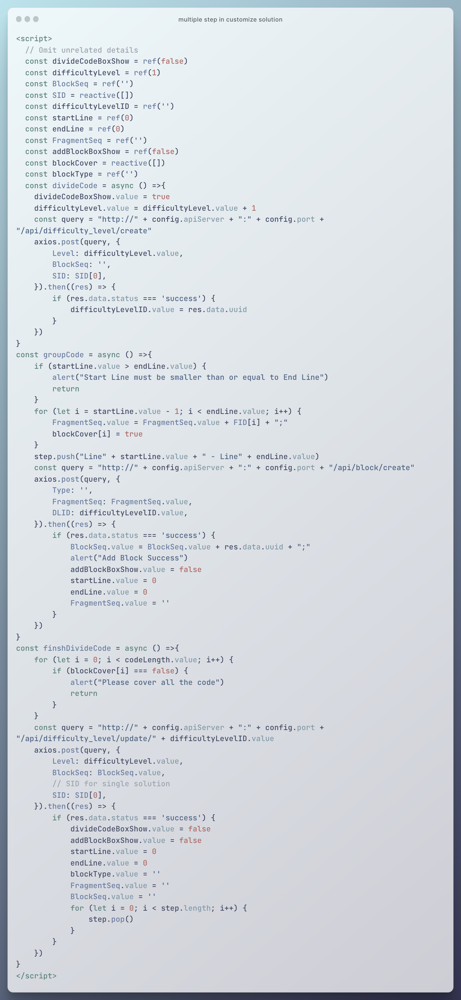 multiple step in customize solution
<script>
  // Omit unrelated details
  const divideCodeBoxShow = ref(false)
  const difficultyLevel = ref(1)
  const BlockSeq = ref('')
  const SID = reactive([])
  const difficultyLevelID = ref('')
  const startLine = ref(0)
  const endLine = ref(0)
  const FragmentSeq = ref('')
  const addBlockBoxShow = ref(false)
  const blockCover = reactive([])
  const blockType = ref('')
  const divideCode = async () =>{
    divideCodeBoxShow.value = true
    difficultyLevel.value = difficultyLevel.value + 1
    const query = "http://" + config.apiServer + ":" + config.port +
"/api/difficulty_level/create"
    axios.post(query, {
        Level: difficultyLevel.value,
        BlockSeq: '',
        SID: SID[0],
    }).then((res) => {
        if (res.data.status === 'success') {
            difficultyLevelID.value = res.data.uuid
        }
    })
}
const groupCode = async () =>{
    if (startLine.value > endLine.value) {
        alert("Start Line must be smaller than or equal to End Line")
        return
    }
    for (let i = startLine.value - 1; i < endLine.value; i++) {
        FragmentSeq.value = FragmentSeq.value + FID[i] + ";"
        blockCover[i] = true
    }
    step.push("Line" + startLine.value + " - Line" + endLine.value)
    const query = "http://" + config.apiServer + ":" + config.port + "/api/block/create"
    axios.post(query, {
        Type: '',
        FragmentSeq: FragmentSeq.value,
        DLID: difficultyLevelID.value,
    }).then((res) => {
        if (res.data.status === 'success') {
            BlockSeq.value = BlockSeq.value + res.data.uuid + ";"
            alert("Add Block Success")
            addBlockBoxShow.value = false
            startLine.value = 0
            endLine.value = 0
            FragmentSeq.value = ''
        }
    })
}
const finshDivideCode = async () =>{
    for (let i = 0; i < codeLength.value; i++) {
        if (blockCover[i] === false) {
            alert("Please cover all the code")
            return
        }
    }
    const query = "http://" + config.apiServer + ":" + config.port +
"/api/difficulty_level/update/" + difficultyLevelID.value
    axios.post(query, {
        Level: difficultyLevel.value,
        BlockSeq: BlockSeq.value,
        // SID for single solution
        SID: SID[0],
    }).then((res) => {
        if (res.data.status === 'success') {
            divideCodeBoxShow.value = false
            addBlockBoxShow.value = false
            startLine.value = 0
            endLine.value = 0
            blockType.value = ''
            FragmentSeq.value = ''
            BlockSeq.value = ''
            for (let i = 0; i < step.length; i++) {
                step.pop()
            }
        }
    })
}
</script>